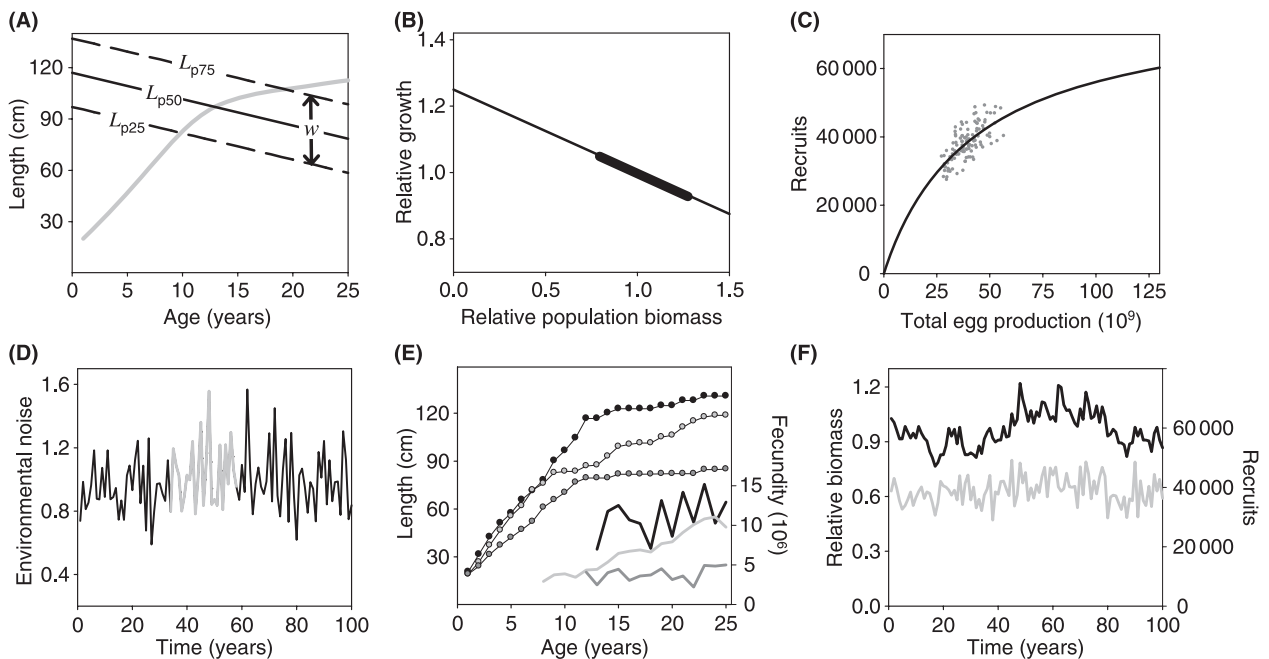 (A)
120
90
60
30
Length (cm)
L_p75
L_p50
L_p25
w
0 5 10 15 20 25
Age (years)
(B)
1.4
1.2
1.0
0.8
Relative growth
0.0 0.5 1.0 1.5
Relative population biomass
(C)
60 000
40 000
20 000
0
Recruits
0 25 50 75 100 125
Total egg production (10⁹)
(D)
1.6
1.2
0.8
0.4
Environmental noise
0 20 40 60 80 100
Time (years)
(E)
120
90
60
30
Length (cm)
15
10
5
0
Fecundity (10⁶)
0 5 10 15 20 25
Age (years)
(F)
1.2
0.9
0.6
0.3
0.0
Relative biomass
60 000
40 000
20 000
0
Recruits
0 20 40 60 80 100
Time (years)